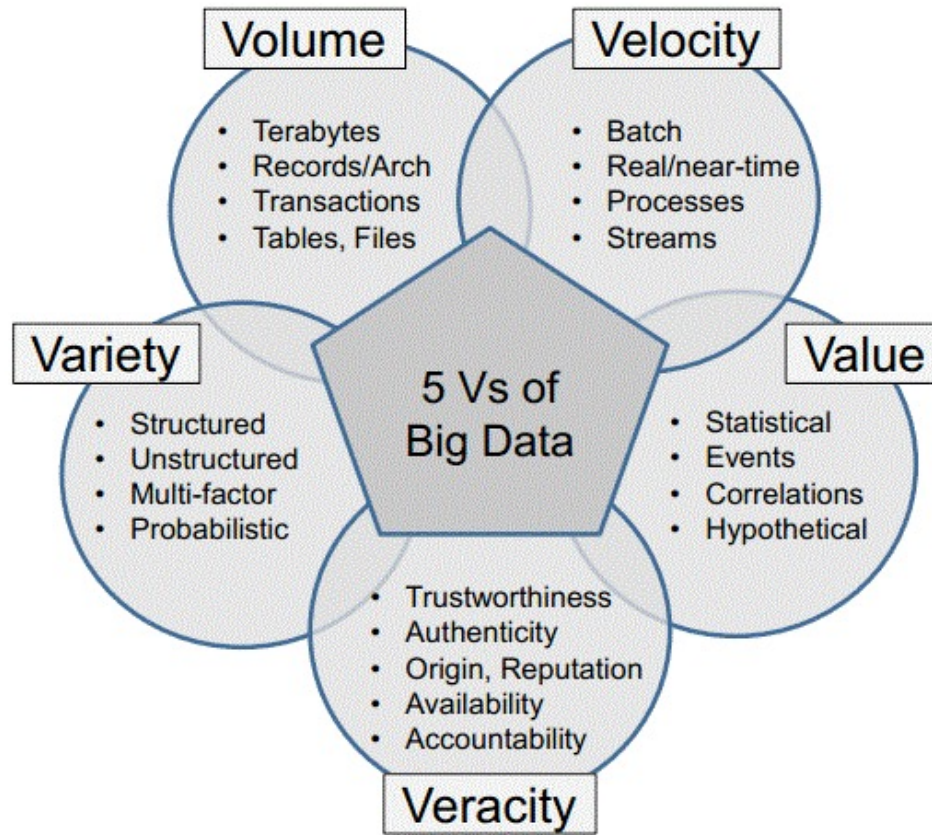 Volume
• Terabytes
• Records/Arch
• Transactions
• Tables, Files
Velocity
• Batch
• Real/near-time
• Processes
• Streams
Variety
• Structured
• Unstructured
• Multi-factor
• Probabilistic
5 Vs of
Big Data
Value
• Statistical
• Events
• Correlations
• Hypothetical
• Trustworthiness
• Authenticity
• Origin, Reputation
• Availability
• Accountability
Veracity